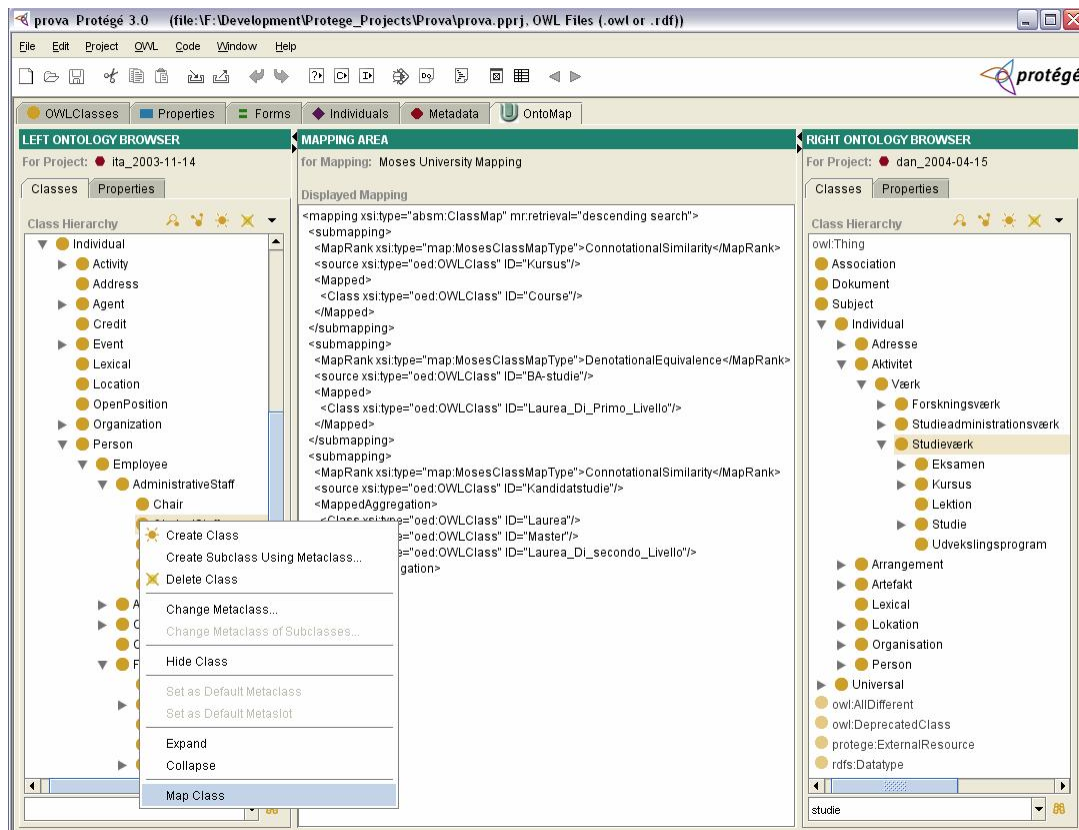 prova Protégé 3.0 (file:\F:\Development\Protege_Projects\Prova\prova.pprj, OWL Files (.owl or .rdf))
File Edit Project OWL Code Window Help
protégé
OWLClasses Properties Forms Individuals Metadata OntoMap
LEFT ONTOLOGY BROWSER
For Project: ita_2003-11-14
Classes Properties
Class Hierarchy
Individual
Activity
Address
Agent
Credit
Event
Lexical
Location
OpenPosition
Organization
Person
Employee
AdministrativeStaff
Chair
Create Class
Create Subclass Using Metaclass...
Delete Class
Change Metaclass...
Change Metaclass of Subclasses...
Hide Class
Set as Default Metaclass
Set as Default Metaslot
Expand
Collapse
Map Class
MAPPING AREA
for Mapping: Moses University Mapping
Displayed Mapping
<mapping xsi:type="absm:ClassMap" mr:retrieval="descending search">
<submapping>
<MapRank xsi:type="map:MosesClassMapType">ConnotationalSimilarity</MapRank>
<source xsi:type="oed:OWLClass" ID="Kursus"/>
<Mapped>
<Class xsi:type="oed:OWLClass" ID="Course"/>
</Mapped>
</submapping>
<submapping>
<MapRank xsi:type="map:MosesClassMapType">DenotationalEquivalence</MapRank>
<source xsi:type="oed:OWLClass" ID="BA-studie"/>
<Mapped>
<Class xsi:type="oed:OWLClass" ID="Laurea_Di_Primo_Livello"/>
</Mapped>
</submapping>
<submapping>
<MapRank xsi:type="map:MosesClassMapType">ConnotationalSimilarity</MapRank>
<source xsi:type="oed:OWLClass" ID="Kandidatstudie"/>
<MappedAggregation>
<Class xsi:type="oed:OWLClass" ID="Laurea"/>
e="oed:OWLClass" ID="Master"/>
e="oed:OWLClass" ID="Laurea_Di_secondo_Livello"/>
gation>
RIGHT ONTOLOGY BROWSER
For Project: dan_2004-04-15
Classes Properties
Class Hierarchy
owl:Thing
Association
Dokument
Subject
Individual
Adresse
Aktivitet
Værk
Forskningsværk
Studieadministrationsværk
Studieværk
Eksamen
Kursus
Lektion
Studie
Udvekslingsprogram
Arrangement
Artefakt
Lexical
Lokation
Organisation
Person
Universal
owl:AllDifferent
owl:DeprecatedClass
protege:ExternalResource
rdfs:Datatype
studie